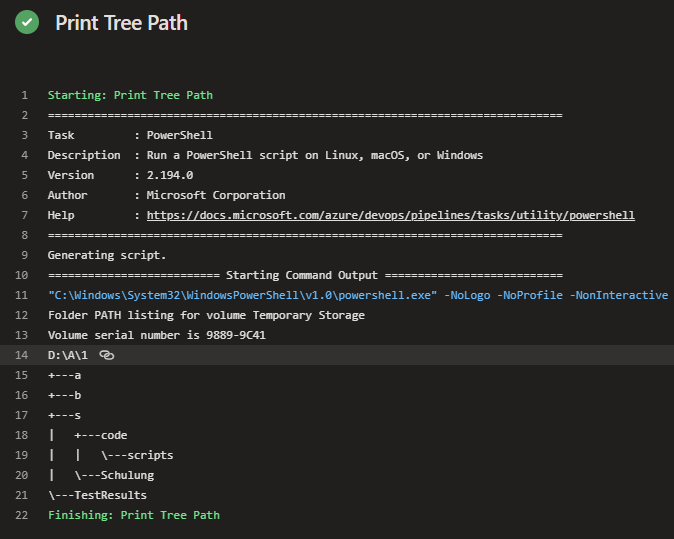 Print Tree Path
1 Starting: Print Tree Path
2 ==============================================================================
3 Task         : PowerShell
4 Description  : Run a PowerShell script on Linux, macOS, or Windows
5 Version      : 2.194.0
6 Author       : Microsoft Corporation
7 Help         : https://docs.microsoft.com/azure/devops/pipelines/tasks/utility/powershell
8 ==============================================================================
9 Generating script.
10 ========================== Starting Command Output ===========================
11 "C:\Windows\System32\WindowsPowerShell\v1.0\powershell.exe" -NoLogo -NoProfile -NonInteractive
12 Folder PATH listing for volume Temporary Storage
13 Volume serial number is 9889-9C41
14 D:\A\1
15 +---a
16 +---b
17 +---s
18 |   +---code
19 |   |   \---scripts
20 |   \---Schulung
21 \---TestResults
22 Finishing: Print Tree Path